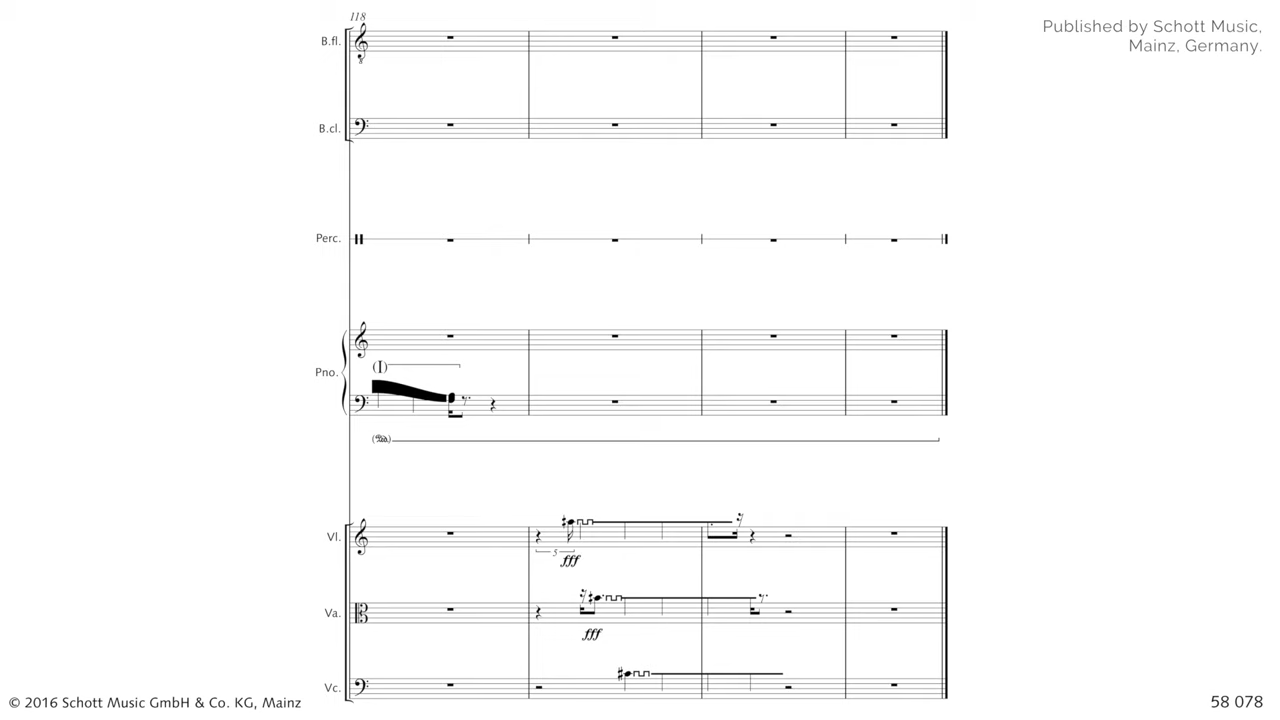 118
Published by Schott Music,
Mainz, Germany.
B.fl.
8
B.cl.
Perc.
Pno.
(I)
Vl.
5
fff
Va.
fff
Vc.
© 2016 Schott Music GmbH & Co. KG, Mainz
58 078